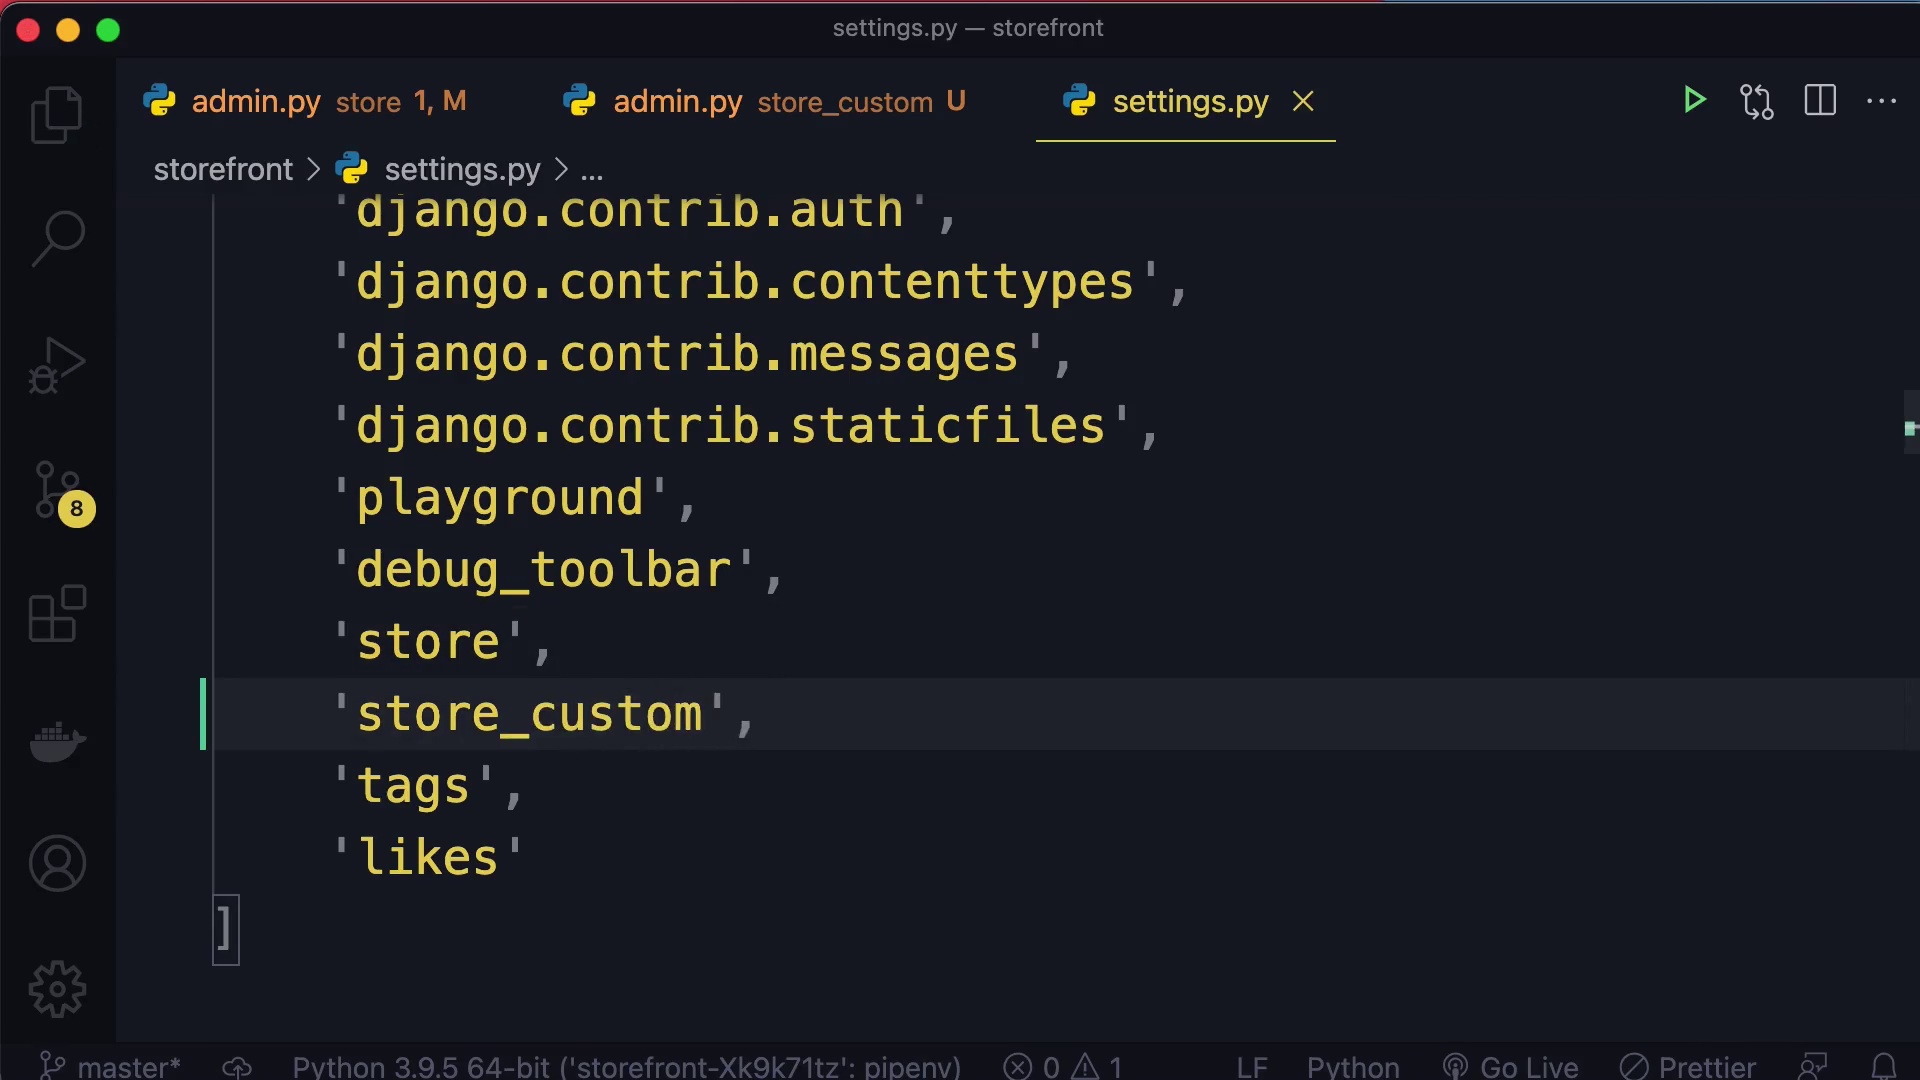 settings.py — storefront
admin.py store 1, M admin.py store_custom U settings.py
storefront > settings.py > ...
'django.contrib.auth',
'django.contrib.contenttypes',
'django.contrib.messages',
'django.contrib.staticfiles',
'playground',
'debug_toolbar',
'store',
'store_custom',
'tags',
'likes'
]
8
master* Python 3.9.5 64-bit ('storefront-Xk9k71tz': pipenv) 0 1 LF Python Go Live Prettier